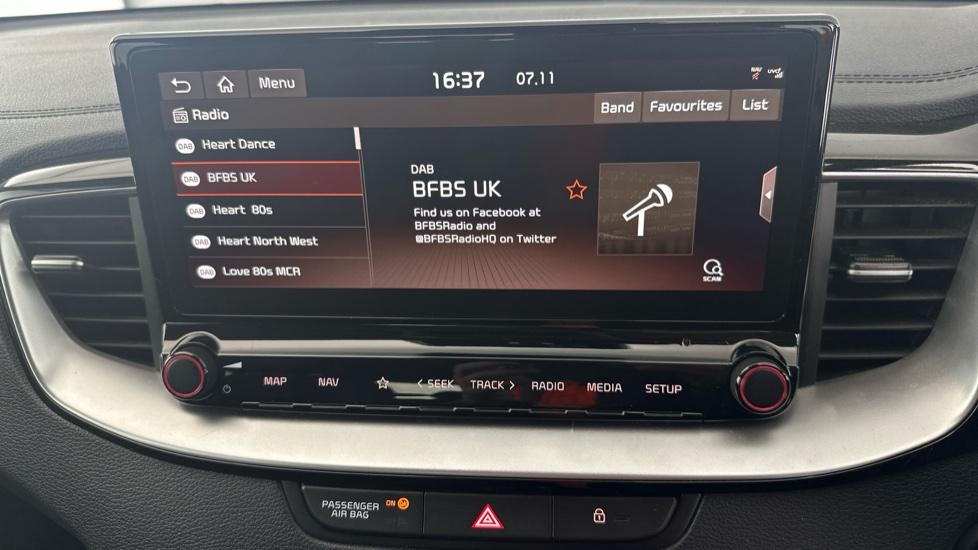 Menu
16:37 07.11
NAV UVO
Radio
Band Favourites List
DAB Heart Dance
DAB BFBS UK
DAB Heart 80s
DAB Heart North West
DAB Love 80s MCR
DAB
BFBS UK
Find us on Facebook at
BFBSRadio and
@BFBSRadioHQ on Twitter
SCAN
MAP NAV < SEEK TRACK > RADIO MEDIA SETUP
PASSENGER ON
AIR BAG